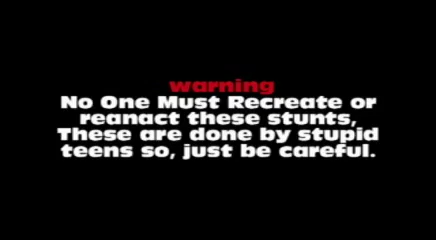 warning
No One Must Recreate or
reanact these stunts,
These are done by stupid
teens so, just be careful.